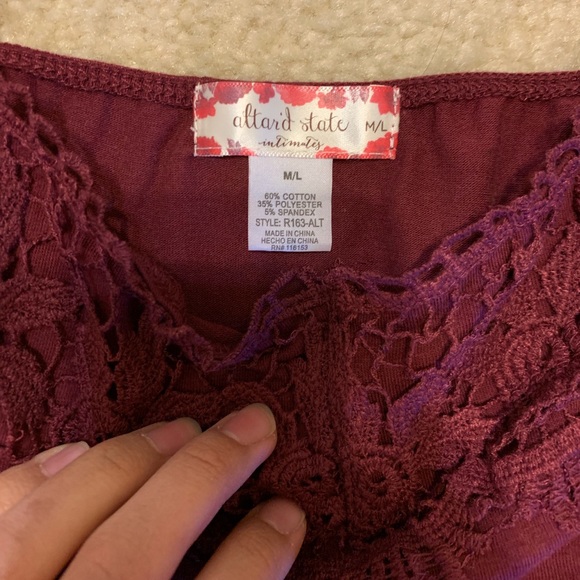 altar'd state M/L
intimates
M/L
60% COTTON
35% POLYESTER
5% SPANDEX
STYLE: R163-ALT
MADE IN CHINA
HECHO EN CHINA
RN# 118153